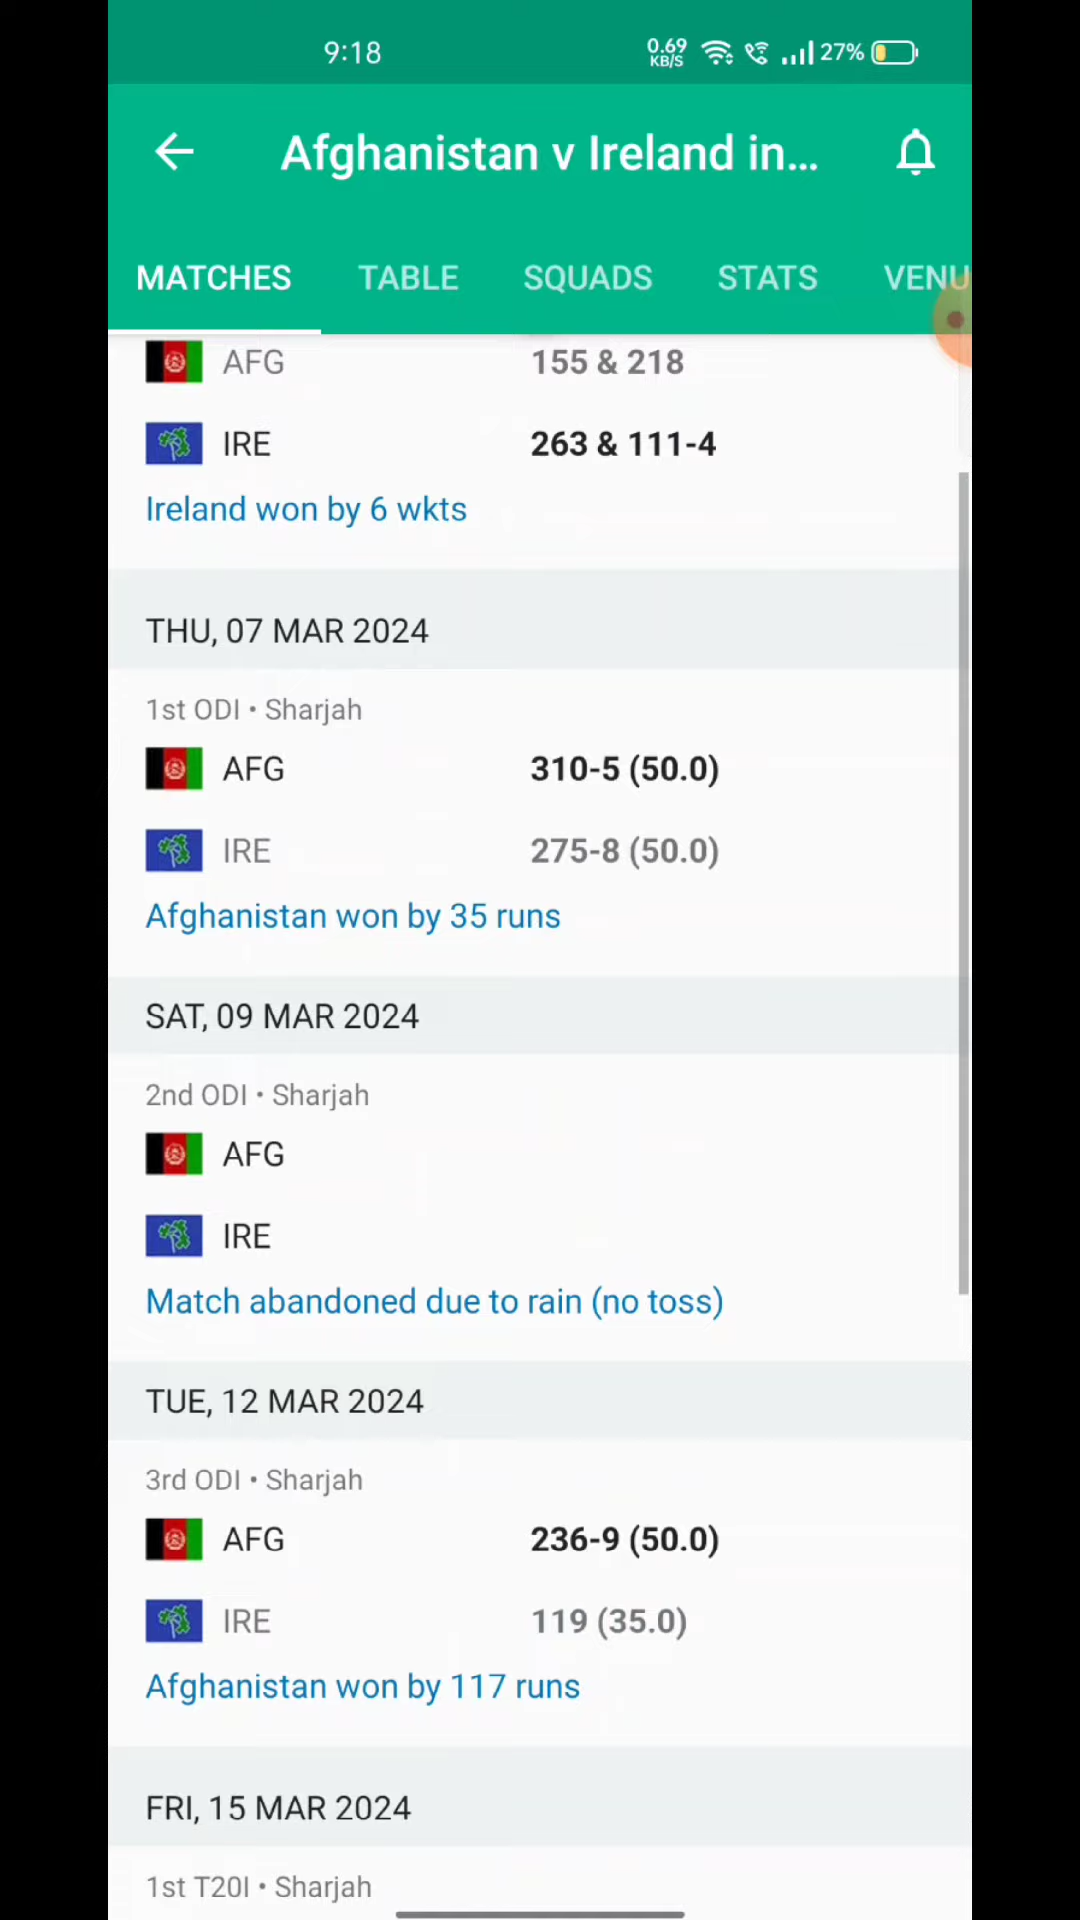 9:18
0.69 KB/S
27%
Afghanistan v Ireland in...
MATCHES TABLE SQUADS STATS VENU
AFG 155 & 218
IRE 263 & 111-4
Ireland won by 6 wkts
THU, 07 MAR 2024
1st ODI • Sharjah
AFG 310-5 (50.0)
IRE 275-8 (50.0)
Afghanistan won by 35 runs
SAT, 09 MAR 2024
2nd ODI • Sharjah
AFG
IRE
Match abandoned due to rain (no toss)
TUE, 12 MAR 2024
3rd ODI • Sharjah
AFG 236-9 (50.0)
IRE 119 (35.0)
Afghanistan won by 117 runs
FRI, 15 MAR 2024
1st T20I • Sharjah